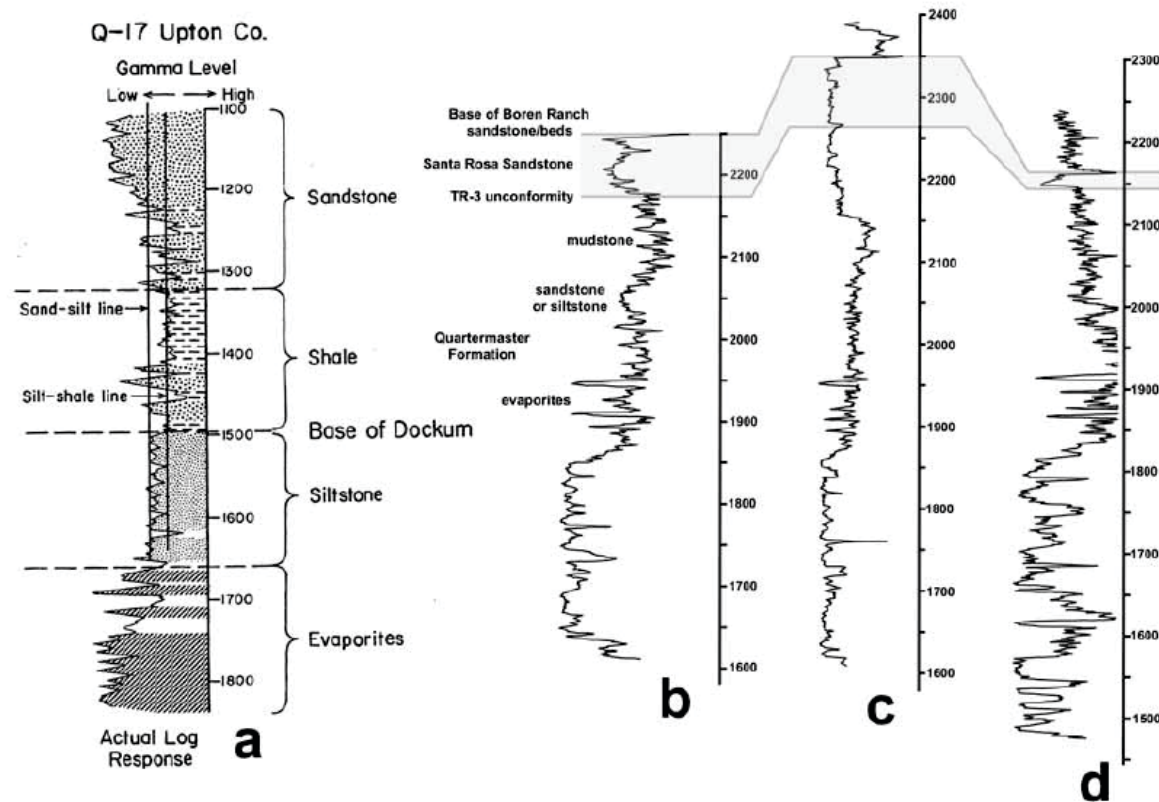 Q-17 Upton Co.
Gamma Level
Low High
1100
1200
1300
1400
1500
1600
1700
1800
Sandstone
Sand-silt line
Shale
Silt-shale line
Base of Dockum
Siltstone
Evaporites
Actual Log
Response
a
Base of Boren Ranch
sandstone/beds
Santa Rosa Sandstone
TR-3 unconformity
mudstone
sandstone
or siltstone
Quartermaster
Formation
evaporites
2200
2100
2000
1900
1800
1700
1600
b
2400
2300
2200
2100
2000
1900
1800
1700
1600
c
2300
2200
2100
2000
1900
1800
1700
1600
1500
d